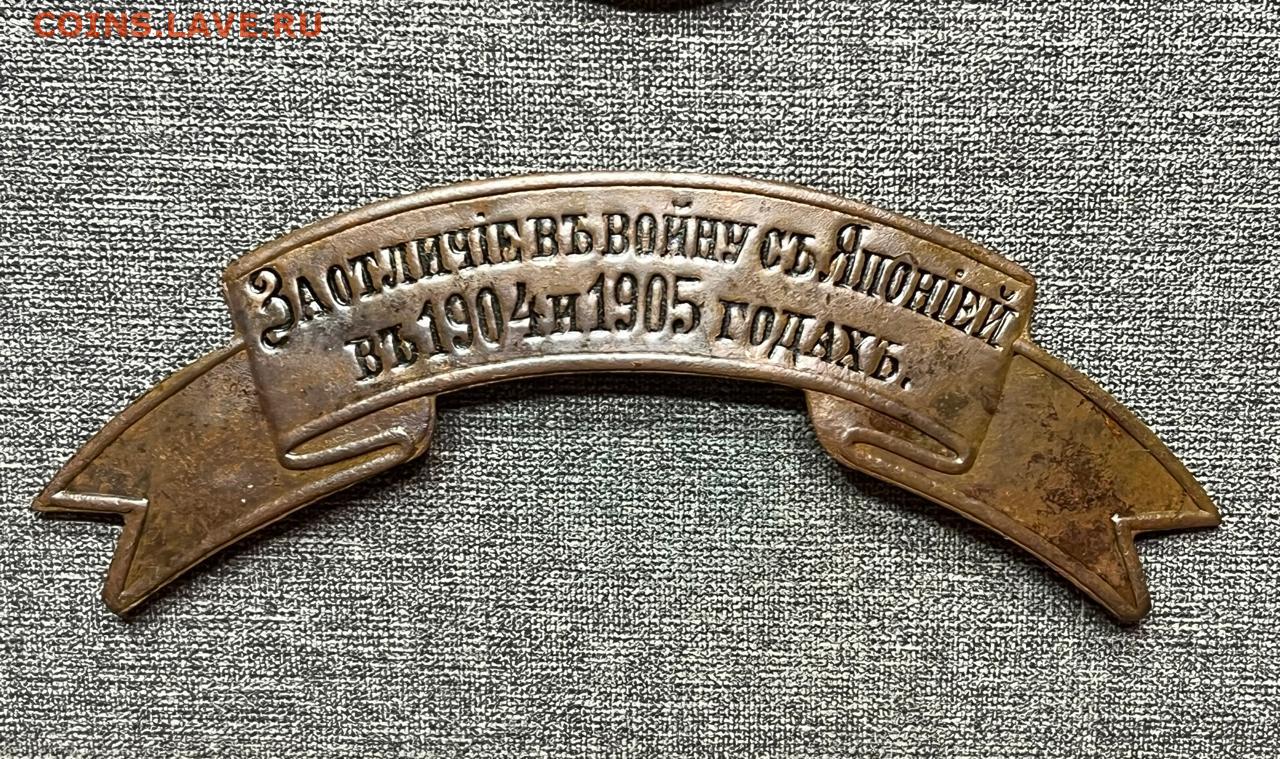 COINS.LAVE.RU
За отличіе въ войну съ Японіей
въ 1904 и 1905 годахъ.